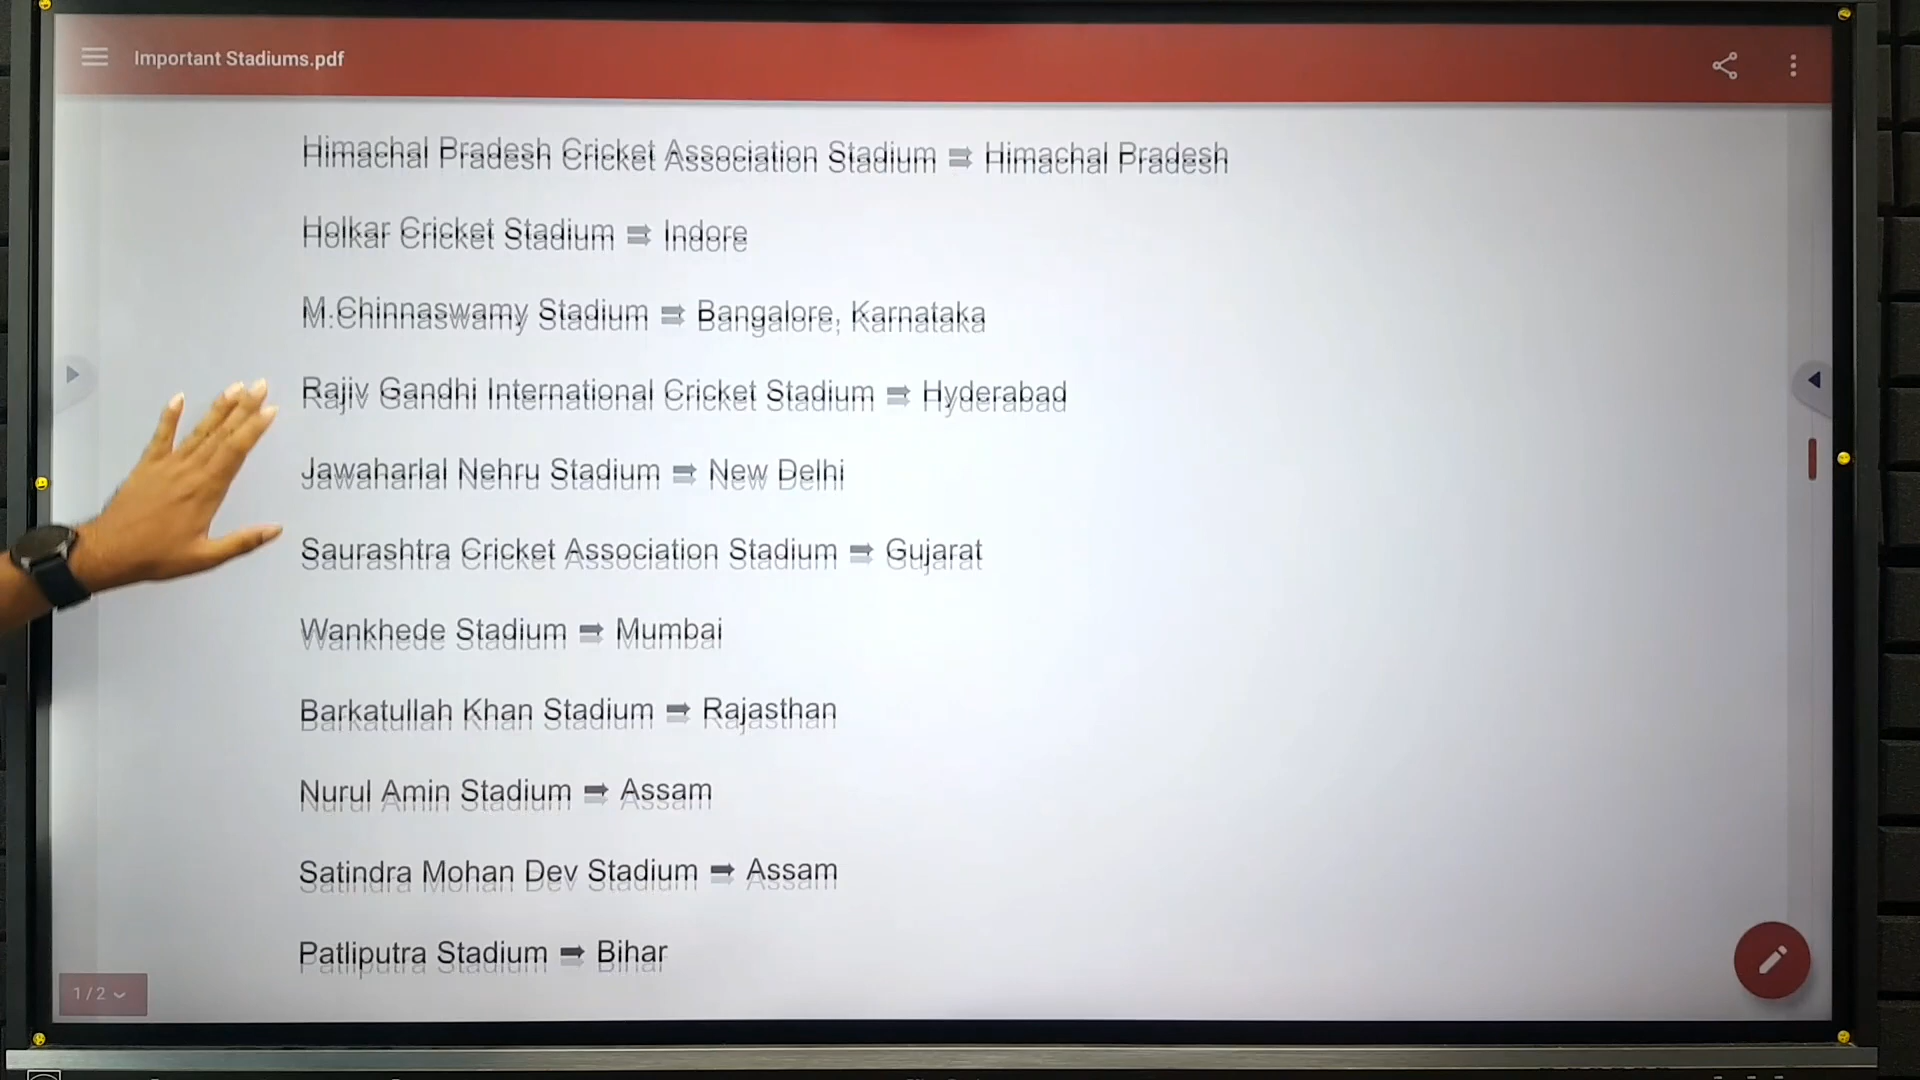 Important Stadiums.pdf
Himachal Pradesh Cricket Association Stadium ➡ Himachal Pradesh
Holkar Cricket Stadium ➡ Indore
M.Chinnaswamy Stadium ➡ Bangalore, Karnataka
Rajiv Gandhi International Cricket Stadium ➡ Hyderabad
Jawaharlal Nehru Stadium ➡ New Delhi
Saurashtra Cricket Association Stadium ➡ Gujarat
Wankhede Stadium ➡ Mumbai
Barkatullah Khan Stadium ➡ Rajasthan
Nurul Amin Stadium ➡ Assam
Satindra Mohan Dev Stadium ➡ Assam
Patliputra Stadium ➡ Bihar
1/2